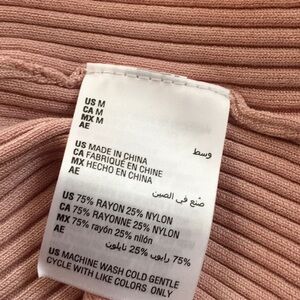 US M
CA M
MX M
AE وسط
US MADE IN CHINA
CA FABRIQUÉ EN CHINE
MX HECHO EN CHINA
AE صنع في الصين
US 75% RAYON 25% NYLON
CA 75% RAYONNE 25% NYLON
MX 75% rayón 25% nilón
AE 75% رايون 25% نايلون
US MACHINE WASH COLD GENTLE
CYCLE WITH LIKE COLORS ONLY